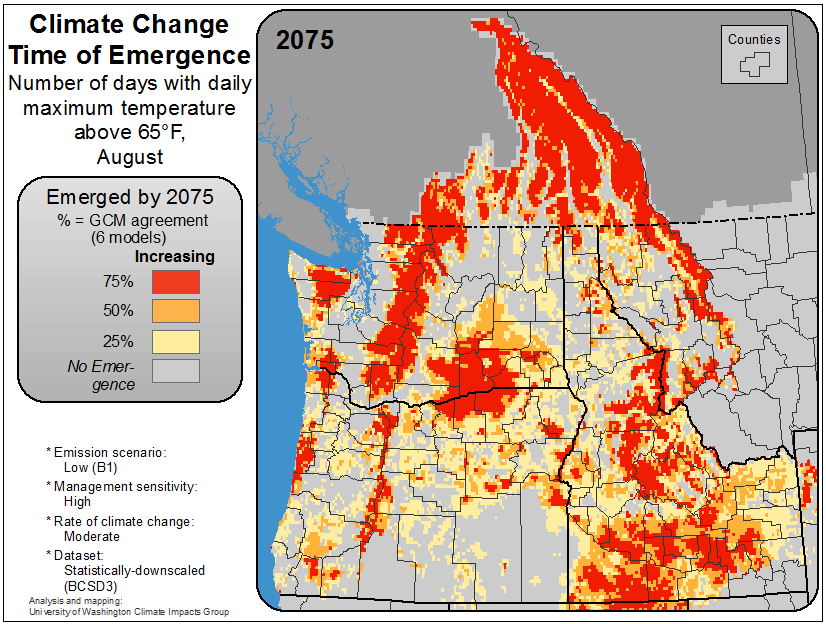 Climate Change
Time of Emergence
Number of days with daily
maximum temperature
above 65°F,
August
Emerged by 2075
% = GCM agreement
(6 models)
Increasing
75%
50%
25%
No Emer-
gence
* Emission scenario:
Low (B1)
* Management sensitivity:
High
* Rate of climate change:
Moderate
* Dataset:
Statistically-downscaled
(BCSD3)
Analysis and mapping:
University of Washington Climate Impacts Group
2075
Counties